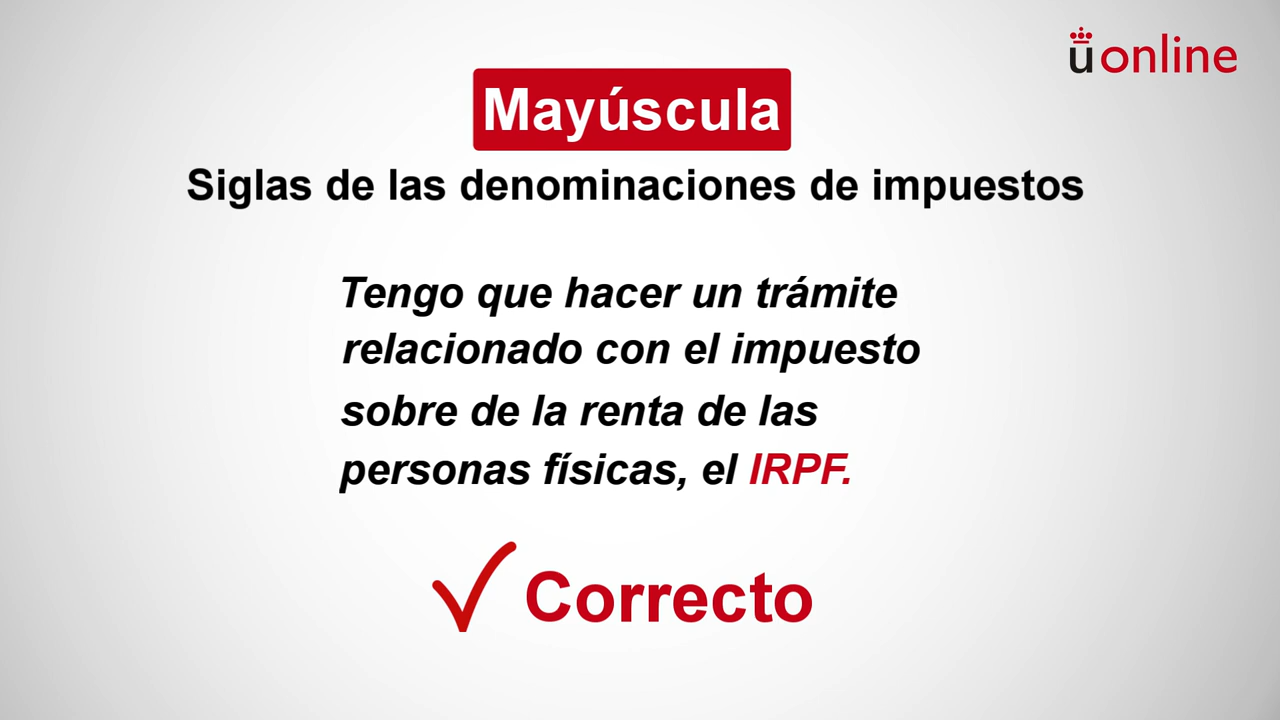 uonline
Mayúscula
Siglas de las denominaciones de impuestos
Tengo que hacer un trámite
relacionado con el impuesto
sobre de la renta de las
personas físicas, el IRPF.
Correcto